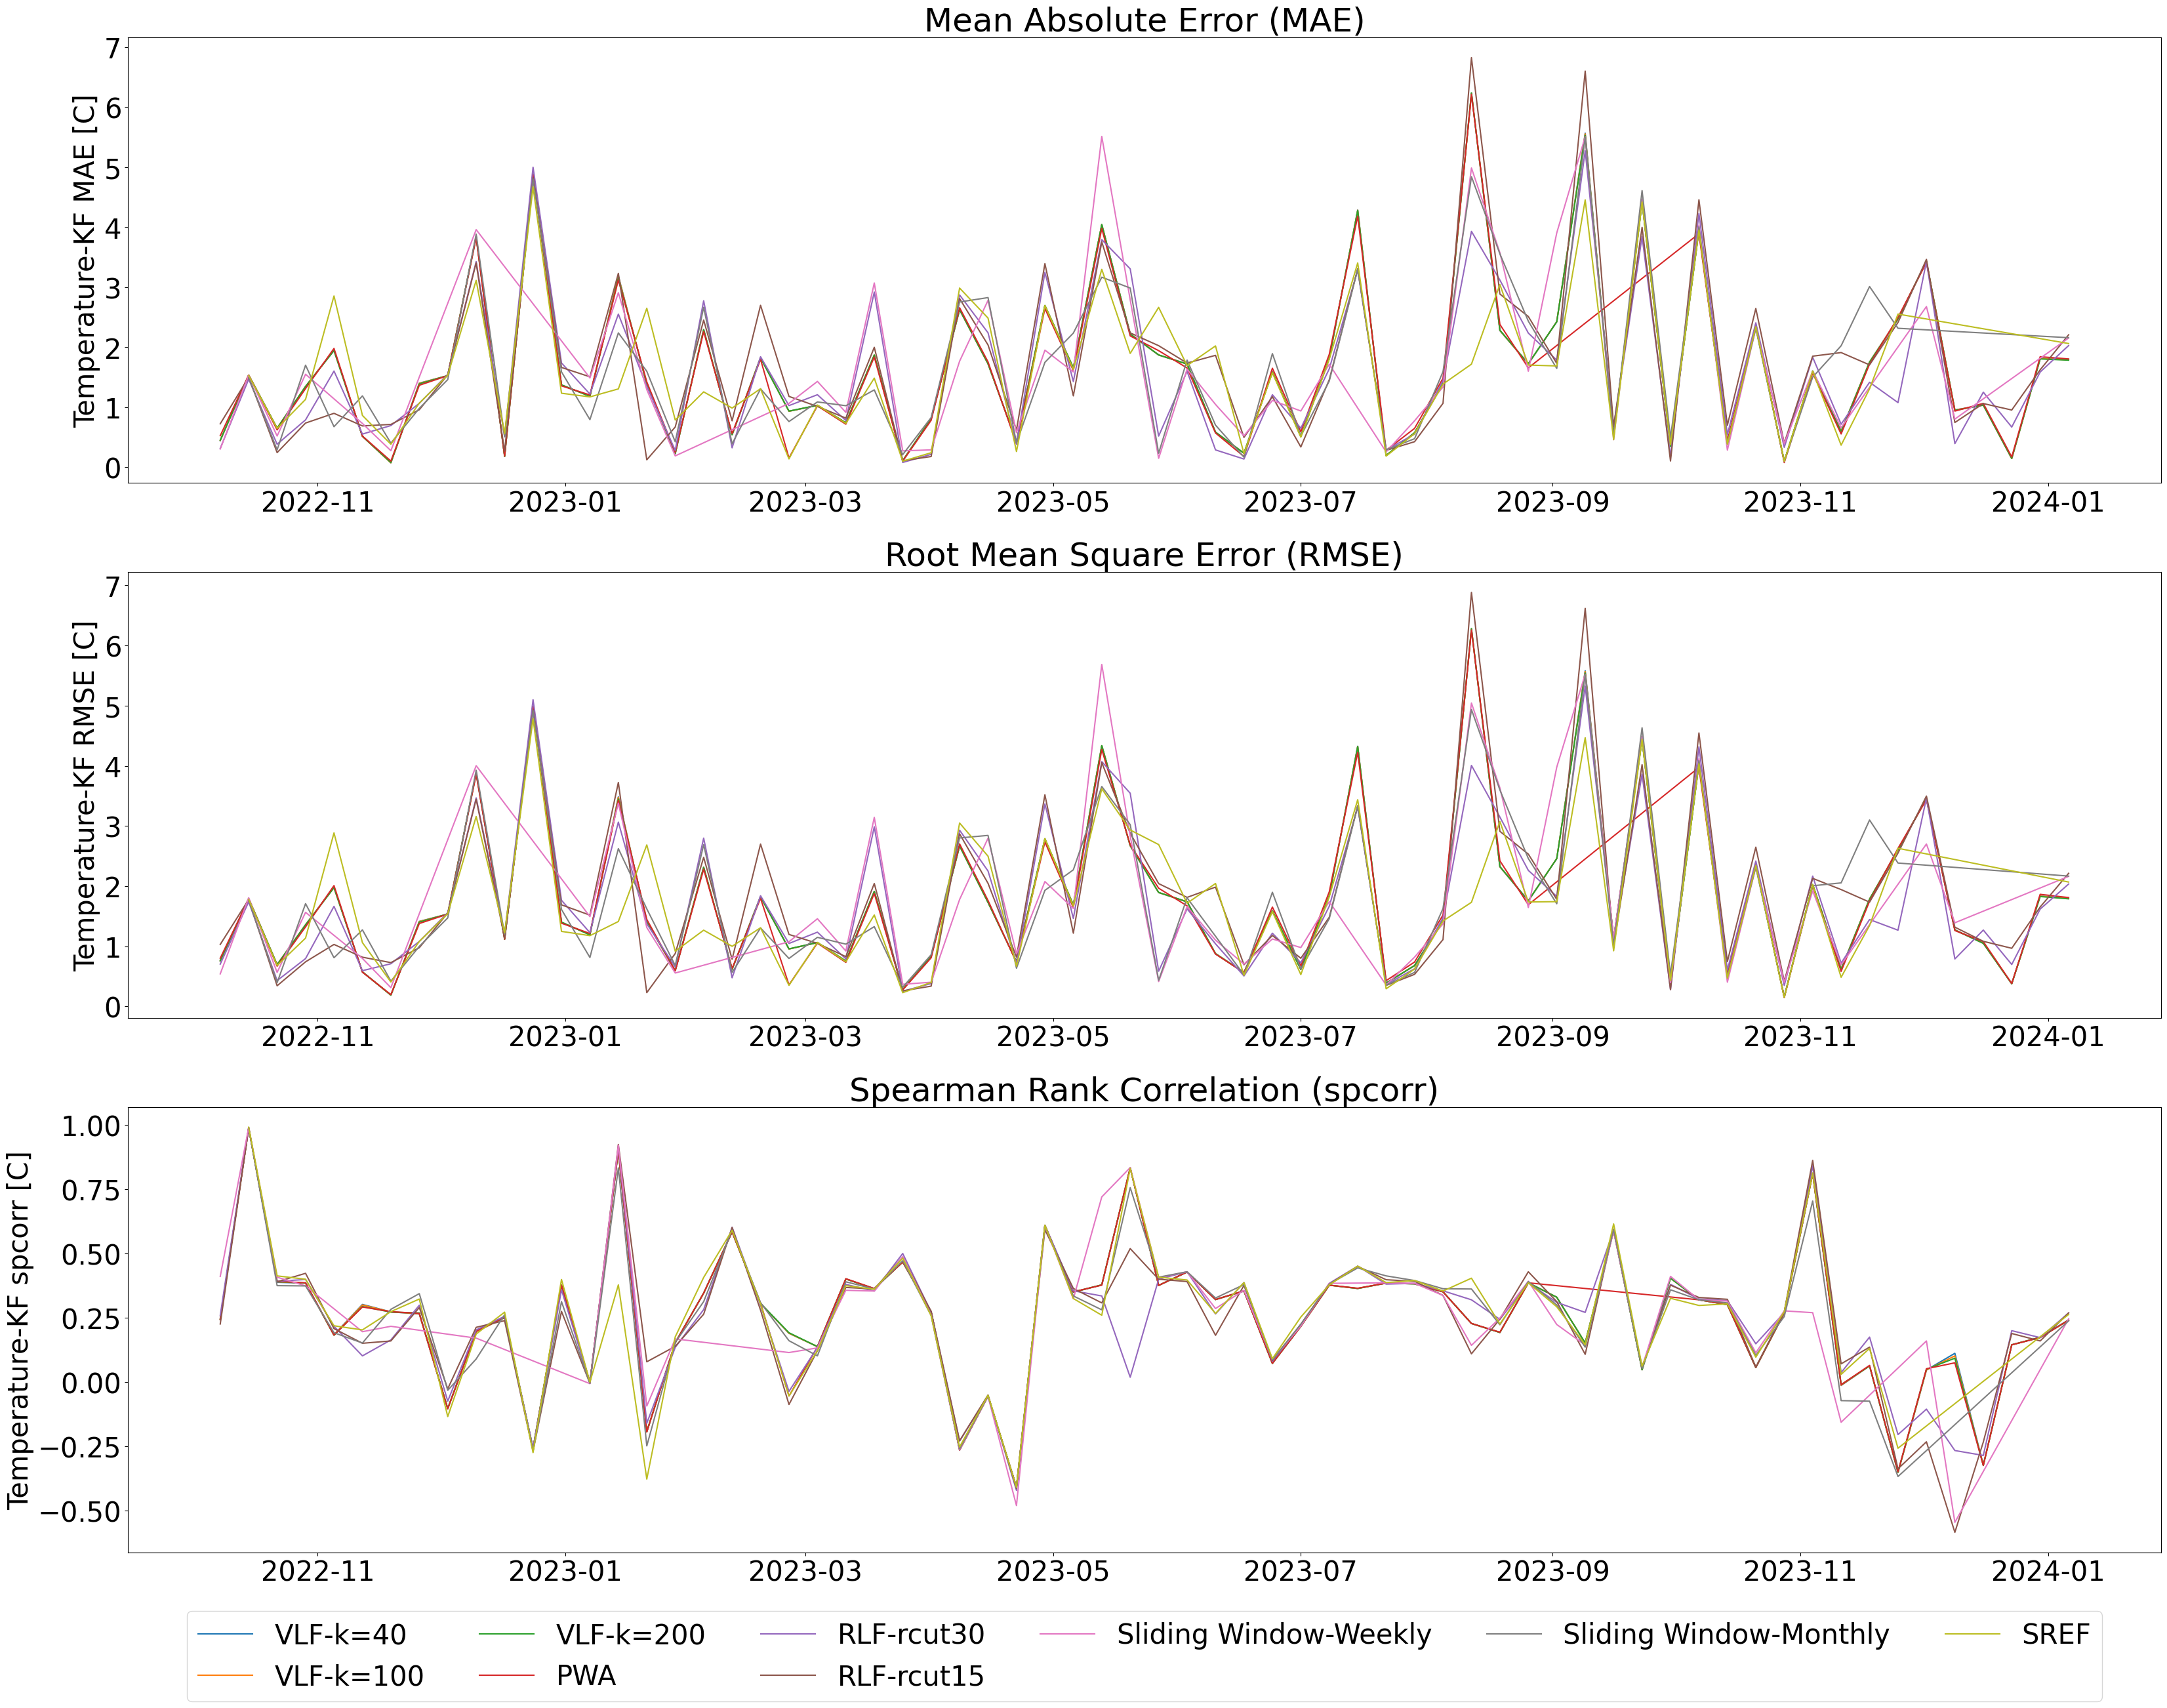 Mean Absolute Error (MAE)
Temperature-KF MAE [C]
7
6
5
4
3
2
1
0
2022-11 2023-01 2023-03 2023-05 2023-07 2023-09 2023-11 2024-01
Root Mean Square Error (RMSE)
Temperature-KF RMSE [C]
7
6
5
4
3
2
1
0
2022-11 2023-01 2023-03 2023-05 2023-07 2023-09 2023-11 2024-01
Spearman Rank Correlation (spcorr)
Temperature-KF spcorr [C]
1.00
0.75
0.50
0.25
0.00
−0.25
−0.50
2022-11 2023-01 2023-03 2023-05 2023-07 2023-09 2023-11 2024-01
VLF-k=40 VLF-k=200 RLF-rcut30 Sliding Window-Weekly Sliding Window-Monthly SREF
VLF-k=100 PWA RLF-rcut15